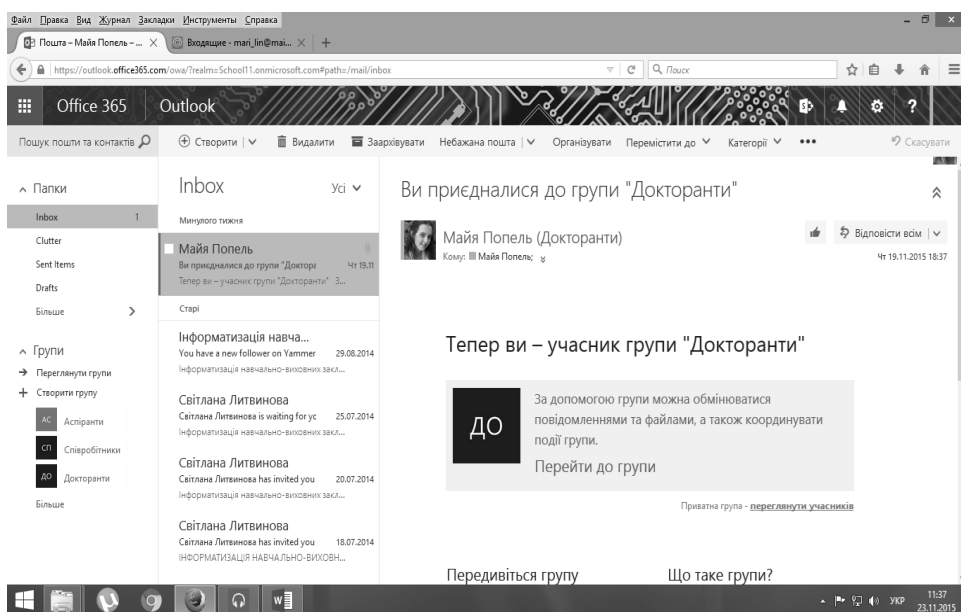 Файл Правка Вид Журнал Закладки Инструменты Справка
Пошта – Майя Попель – ...
Входящие - mari_lin@mai...
https://outlook.office365.com/owa/?realm=School11.onmicrosoft.com#path=/mail/inbox
Поиск
Office 365
Outlook
Пошук пошти та контактів
Створити
Видалити
Заархівувати
Небажана пошта
Організувати
Перемістити до
Категорії
Скасувати
Папки
Inbox 1
Clutter
Sent Items
Drafts
Більше
Групи
Переглянути групи
Створити групу
АС Аспіранти
СП Співробітники
ДО Докторанти
Більше
Inbox
Усі
Минулого тижня
Майя Попель
Ви приєдналися до групи "Доктора Чт 19.11
Тепер ви – учасник групи "Докторанти" З...
Старі
Інформатизація навча...
You have a new follower on Yammer 29.08.2014
Інформатизація навчально-виховних закл...
Світлана Литвинова
Світлана Литвинова is waiting for yc 25.07.2014
Інформатизація навчально-виховних закл...
Світлана Литвинова
Світлана Литвинова has invited you 20.07.2014
Інформатизація навчально-виховних закл...
Світлана Литвинова
Світлана Литвинова has invited you 18.07.2014
ІНФОРМАТИЗАЦІЯ НАВЧАЛЬНО-ВИХОВН...
Ви приєдналися до групи "Докторанти"
Майя Попель (Докторанти)
Кому: Майя Попель;
Відповісти всім
Чт 19.11.2015 18:37
Тепер ви – учасник групи "Докторанти"
ДО
За допомогою групи можна обмінюватися
повідомленнями та файлами, а також координувати
події групи.
Перейти до групи
Приватна група - переглянути учасників
Передивіться групу
Що таке групи?
УКР
11:37
23.11.2015